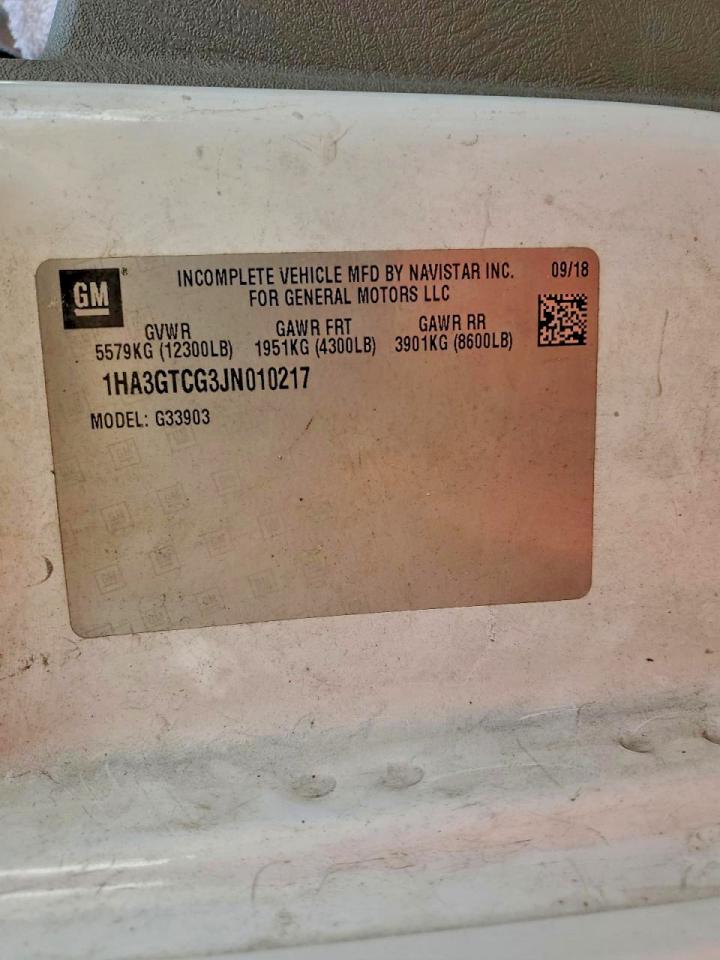 GM
INCOMPLETE VEHICLE MFD BY NAVISTAR INC. 09/18
FOR GENERAL MOTORS LLC
GVWR GAWR FRT GAWR RR
5579KG (12300LB) 1951KG (4300LB) 3901KG (8600LB)
1HA3GTCG3JN010217
MODEL: G33903